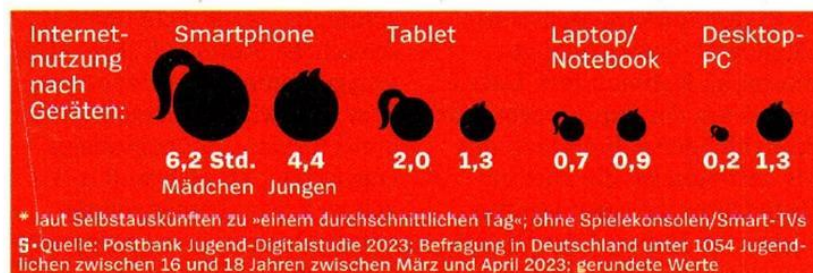 Internet-
nutzung
nach
Geräten:
Smartphone
6,2 Std. 4,4
Mädchen Jungen
Tablet
2,0 1,3
Laptop/
Notebook
0,7 0,9
Desktop-
PC
0,2 1,3
* laut Selbstauskünften zu »einem durchschnittlichen Tag«; ohne Spielekonsolen/Smart-TVs
S•Quelle: Postbank Jugend-Digitalstudie 2023; Befragung in Deutschland unter 1054 Jugend-
lichen zwischen 16 und 18 Jahren zwischen März und April 2023; gerundete Werte